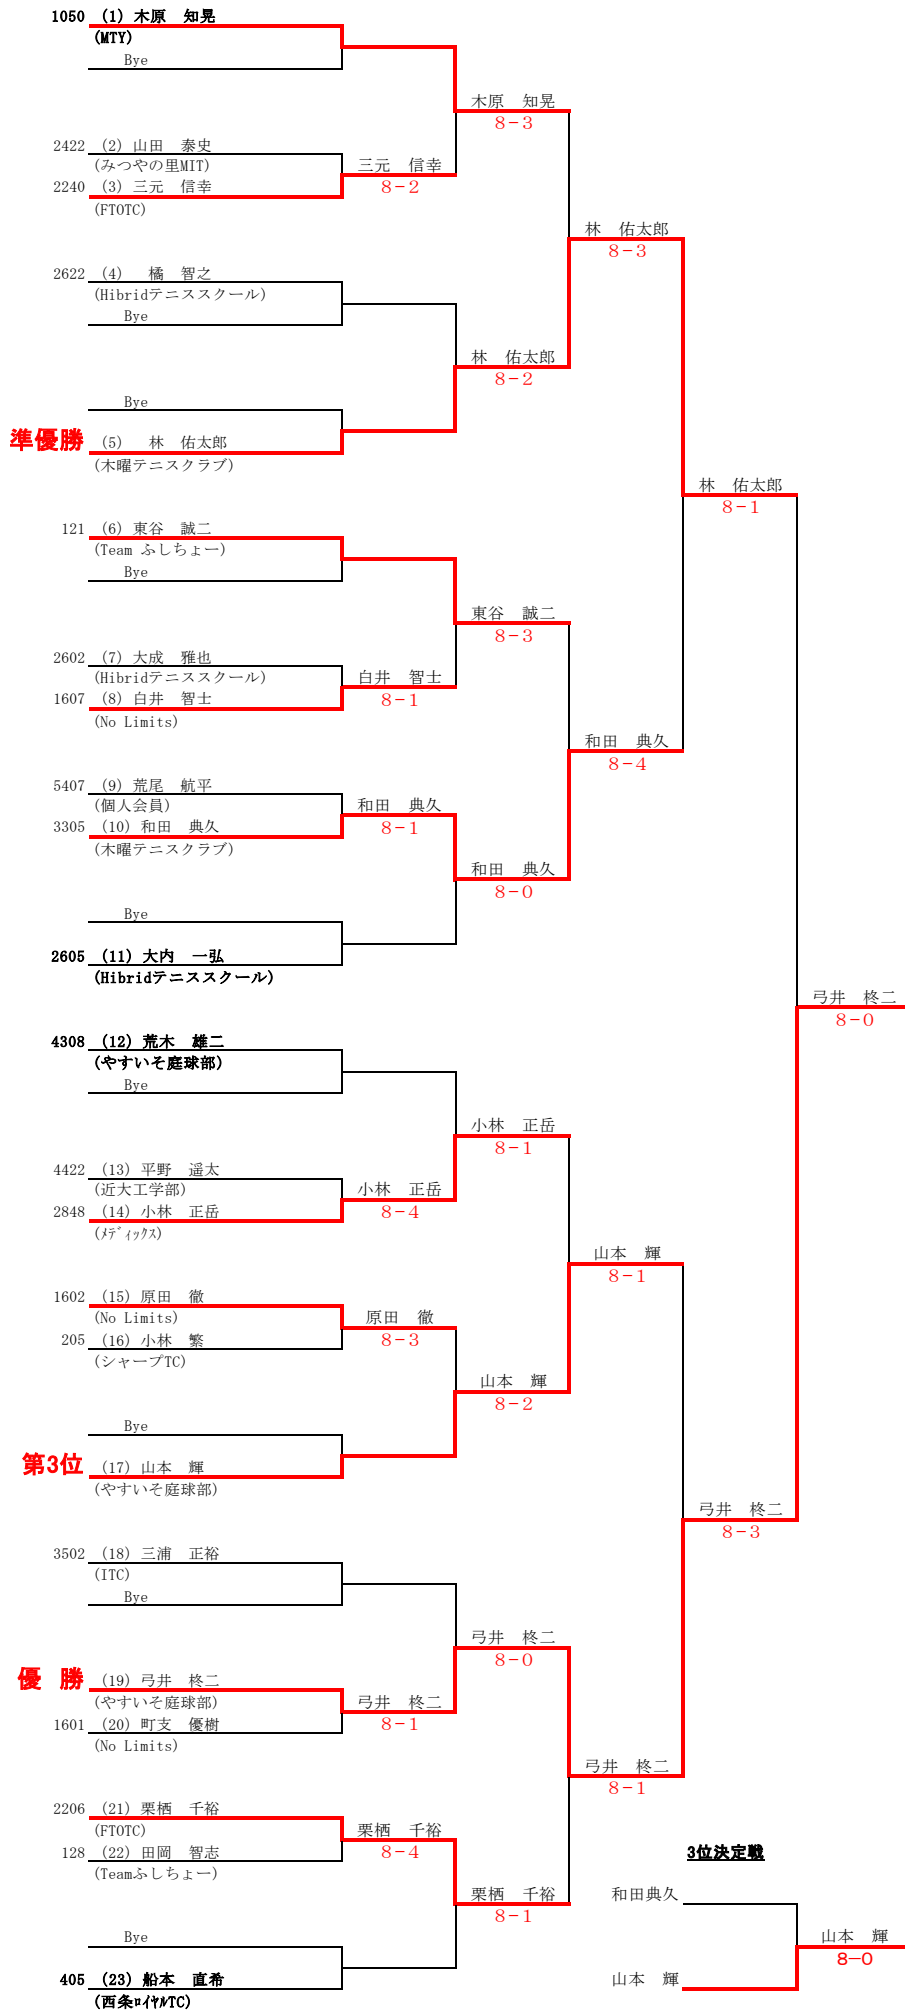 1050 (1) 木原　知晃
(MTY)
Bye
木原　知晃
8-3
2422 (2) 山田　泰史
(みつやの里MIT)
三元　信幸
8-2
2240 (3) 三元　信幸
(FTOTC)
林　佑太郎
8-3
2622 (4)　橘　智之
(Hibridテニススクール)
Bye
林　佑太郎
8-2
Bye
準優勝 (5)　林　佑太郎
(木曜テニスクラブ)
林　佑太郎
8-1
121 (6) 東谷　誠二
(Team ふしちょー)
Bye
東谷　誠二
8-3
2602 (7) 大成　雅也
(Hibridテニススクール)
白井　智士
8-1
1607 (8) 白井　智士
(No Limits)
和田　典久
8-4
5407 (9) 荒尾　航平
(個人会員)
和田　典久
8-1
3305 (10) 和田　典久
(木曜テニスクラブ)
和田　典久
8-0
Bye
2605 (11) 大内　一弘
(Hibridテニススクール)
弓井　柊二
8-0
4308 (12) 荒木　雄二
(やすいそ庭球部)
Bye
小林　正岳
8-1
4422 (13) 平野　遥太
(近大工学部)
小林　正岳
8-4
2848 (14) 小林　正岳
(ﾒﾃﾞｨｯｸｽ)
山本　輝
8-1
1602 (15) 原田　徹
(No Limits)
原田　徹
8-3
205 (16) 小林　繁
(シャープTC)
山本　輝
8-2
Bye
第3位 (17) 山本　輝
(やすいそ庭球部)
弓井　柊二
8-3
3502 (18) 三浦　正裕
(ITC)
Bye
弓井　柊二
8-0
優　勝 (19) 弓井　柊二
(やすいそ庭球部)
弓井　柊二
8-1
1601 (20) 町支　優樹
(No Limits)
弓井　柊二
8-1
2206 (21) 栗栖　千裕
(FTOTC)
栗栖　千裕
8-4
128 (22) 田岡　智志
(Teamふしちょー)
栗栖　千裕
8-1
Bye
405 (23) 船本　直希
(西条ﾛｲﾔﾙTC)
3位決定戦
和田典久
山本　輝
8-0
山本　輝